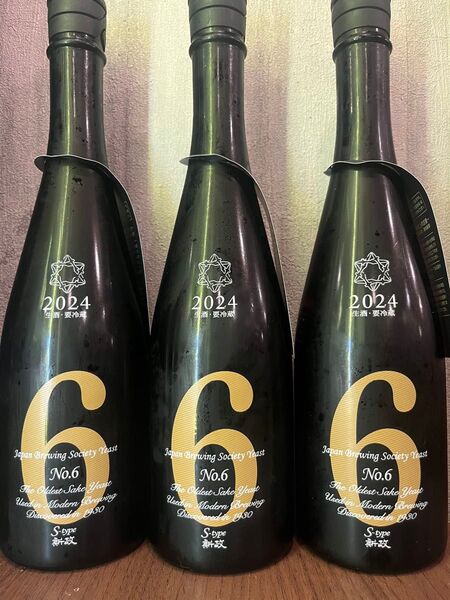 2024
生酒・要冷蔵
6
Japan Brewing Society Yeast
No.6
The Oldest Sake Yeast
Used in Modern Brewing
Discovered in 1930
S-type
新政
2024
生酒・要冷蔵
6
Japan Brewing Society Yeast
No.6
The Oldest Sake Yeast
Used in Modern Brewing
Discovered in 1930
S-type
新政
2024
生酒・要冷蔵
6
Japan Brewing Society Yeast
No.6
The Oldest Sake Yeast
Used in Modern Brewing
Discovered in 1930
S-type
新政